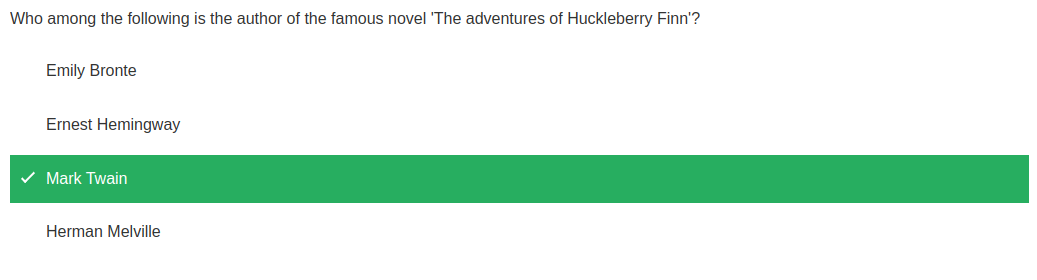 Who among the following is the author of the famous novel 'The adventures of Huckleberry Finn'?
Emily Bronte
Ernest Hemingway
Mark Twain
Herman Melville